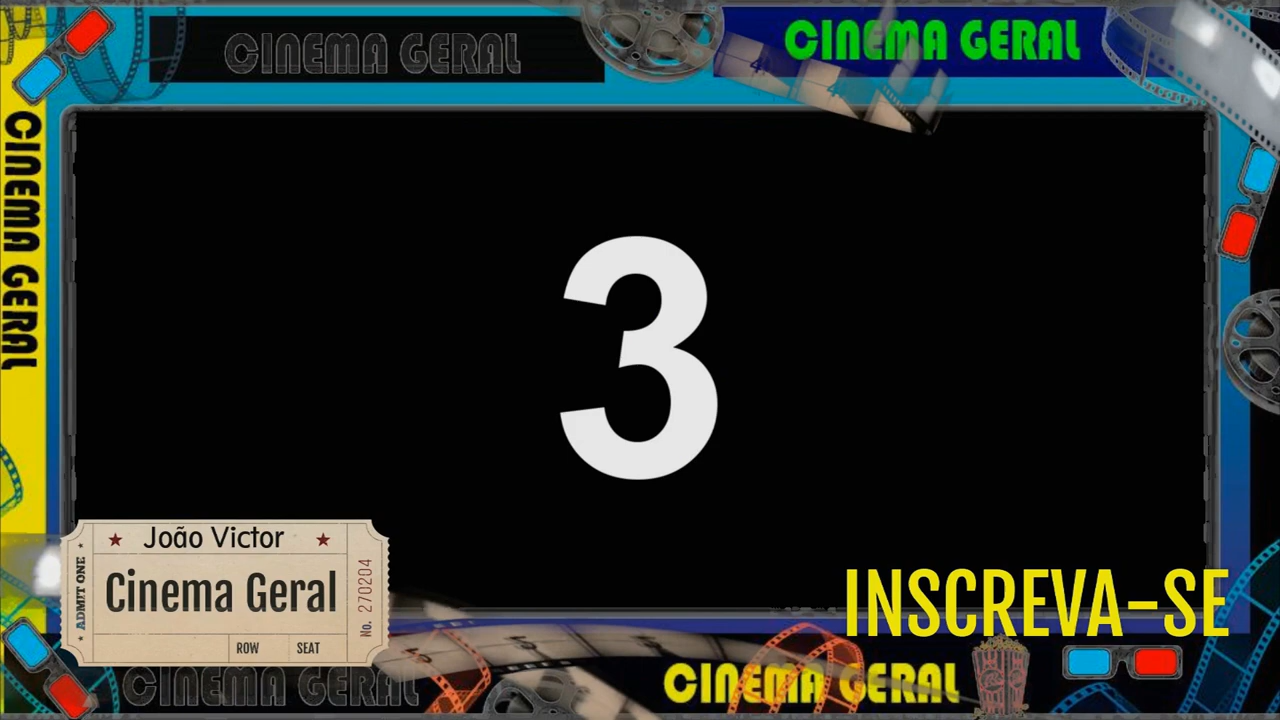 CINEMA GERAL
CINEMA GERAL
CINEMA GERAL
3
João Victor
ADMIT ONE
Cinema Geral
No. 270204
ROW SEAT
INSCREVA-SE
CINEMA GERAL
CINEMA GERAL